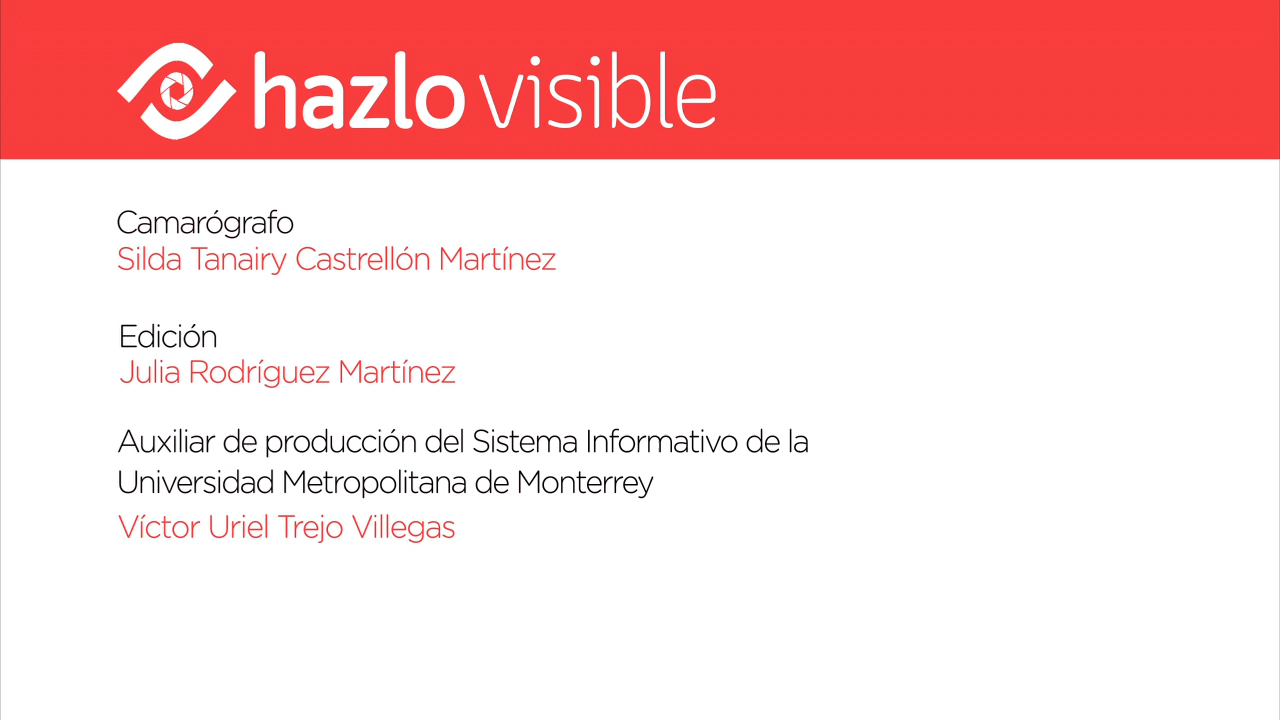 hazlo visible
Camarógrafo
Silda Tanairy Castrellón Martínez
Edición
Julia Rodríguez Martínez
Auxiliar de producción del Sistema Informativo de la
Universidad Metropolitana de Monterrey
Víctor Uriel Trejo Villegas